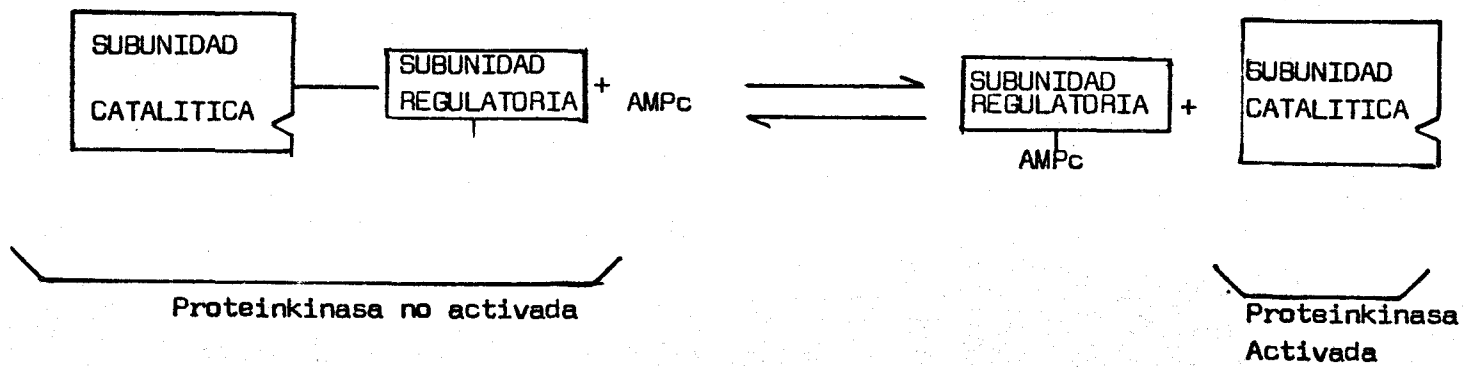 SUBUNIDAD
CATALITICA
SUBUNIDAD
REGULATORIA
+
AMPc
SUBUNIDAD
REGULATORIA
AMPc
+
SUBUNIDAD
CATALITICA
Proteinkinasa no activada
Proteinkinasa
Activada